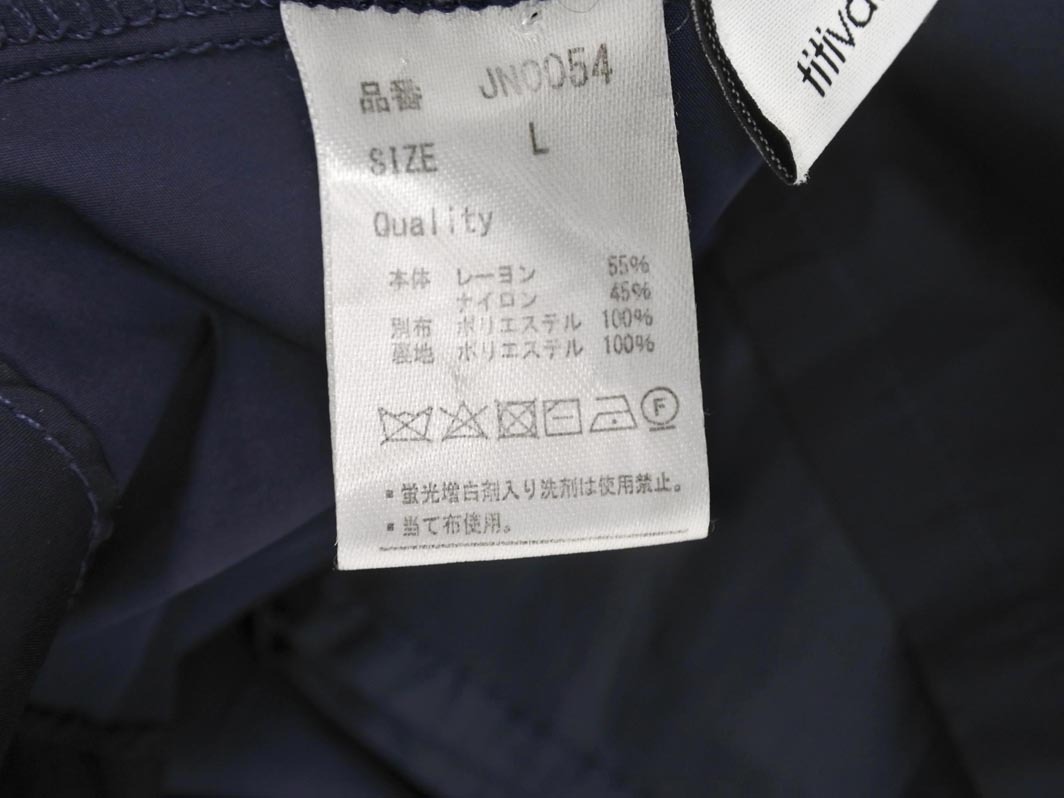 品番 JN0054
SIZE L
Quality
本体 レーヨン 55%
ナイロン 45%
別布 ポリエステル 100%
裏地 ポリエステル 100%
F
▪蛍光増白剤入り洗剤は使用禁止。
▪当て布使用。